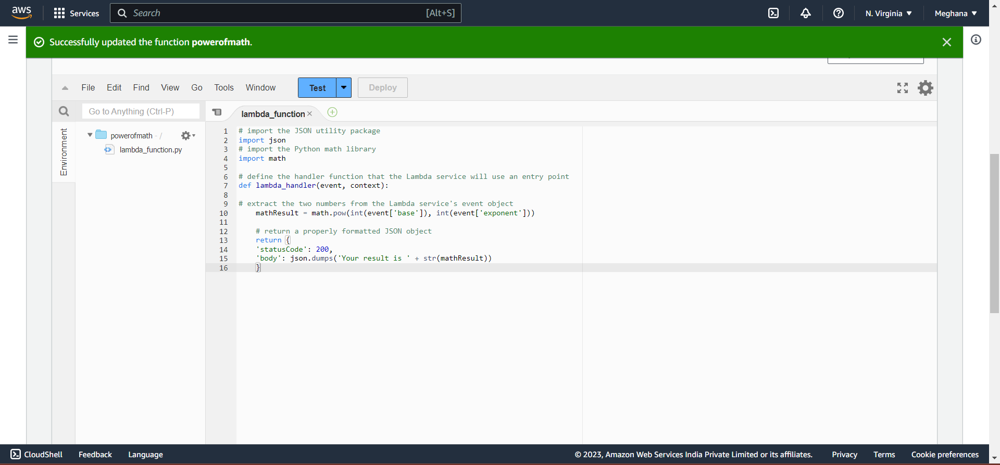 aws
Services
Search
[Alt+S]
N. Virginia
Meghana
Successfully updated the function powerofmath.
File Edit Find View Go Tools Window
Test
Deploy
Go to Anything (Ctrl-P)
lambda_function
Environment
powerofmath - /
lambda_function.py
1 # import the JSON utility package
2 import json
3 # import the Python math library
4 import math
5
6 # define the handler function that the Lambda service will use an entry point
7 def lambda_handler(event, context):
8
9 # extract the two numbers from the Lambda service's event object
10 mathResult = math.pow(int(event['base']), int(event['exponent']))
11
12 # return a properly formatted JSON object
13 return {
14 'statusCode': 200,
15 'body': json.dumps('Your result is ' + str(mathResult))
16 }
CloudShell Feedback Language
© 2023, Amazon Web Services India Private Limited or its affiliates. Privacy Terms Cookie preferences